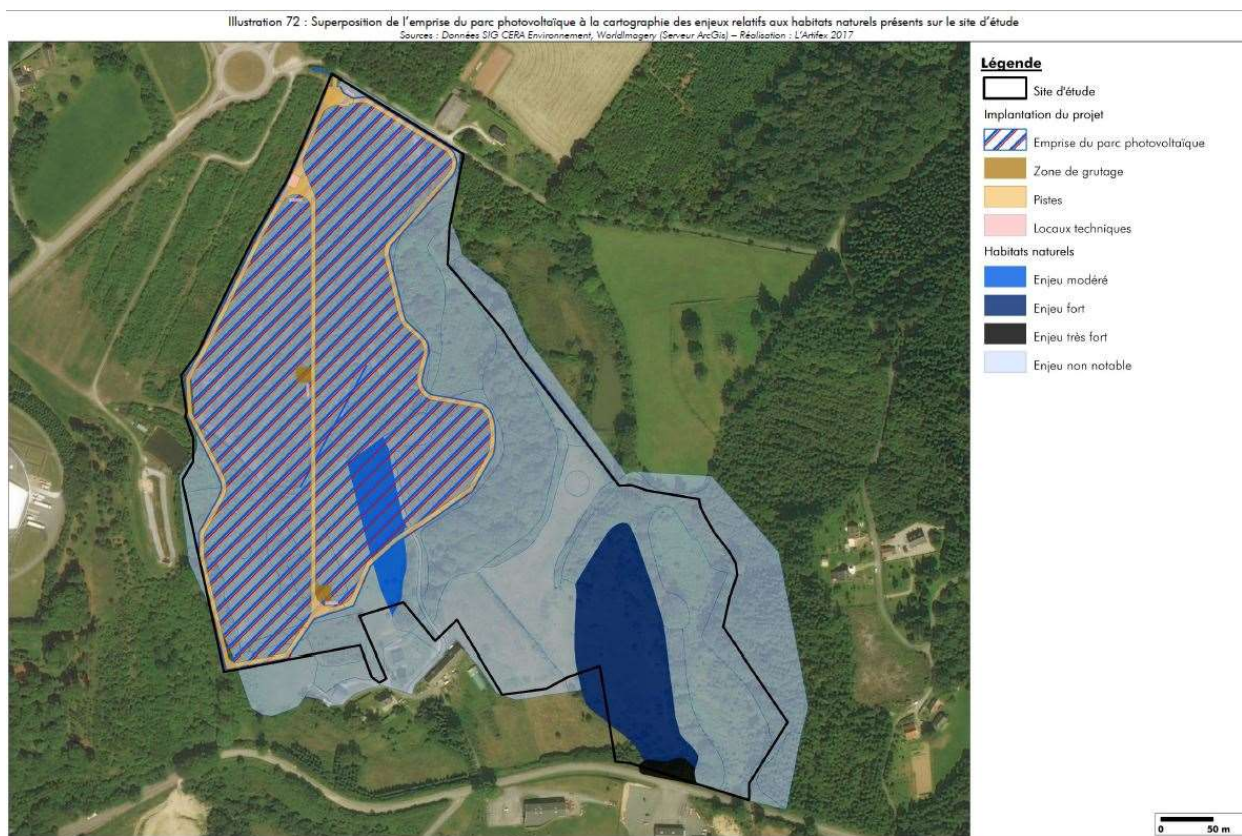 Illustration 72 : Superposition de l'emprise du parc photovoltaïque à la cartographie des enjeux relatifs aux habitats naturels présents sur le site d'étude
Sources : Données SIG CERA Environnement, WorldImagery (Serveur ArcGis) – Réalisation : L'Artifex 2017
Légende
Site d'étude
Implantation du projet
Emprise du parc photovoltaïque
Zone de grutage
Pistes
Locaux techniques
Habitats naturels
Enjeu modéré
Enjeu fort
Enjeu très fort
Enjeu non notable
0 50 m